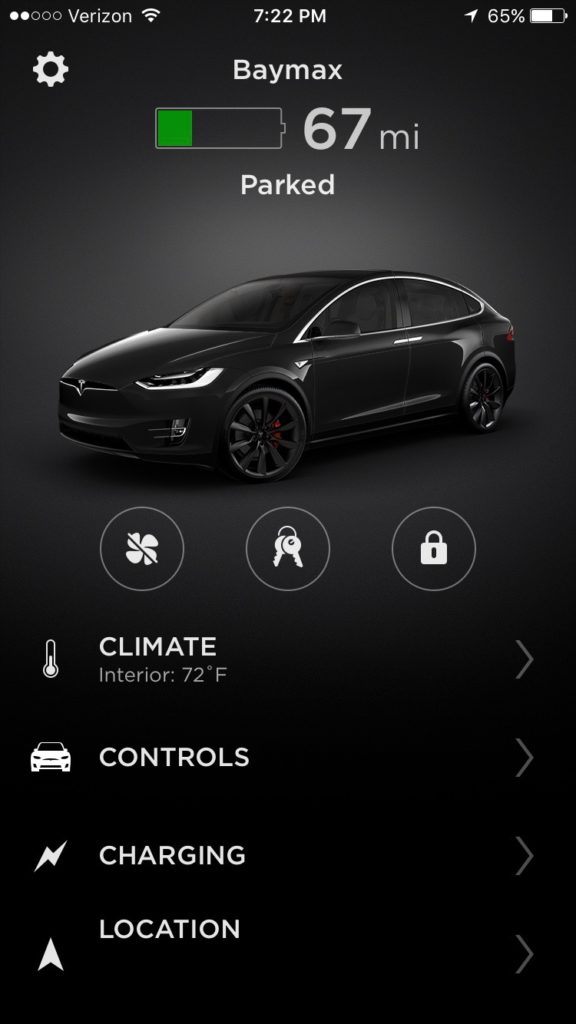 Verizon 7:22 PM 65%
Baymax
67 mi
Parked
CLIMATE
Interior: 72°F
CONTROLS
CHARGING
LOCATION